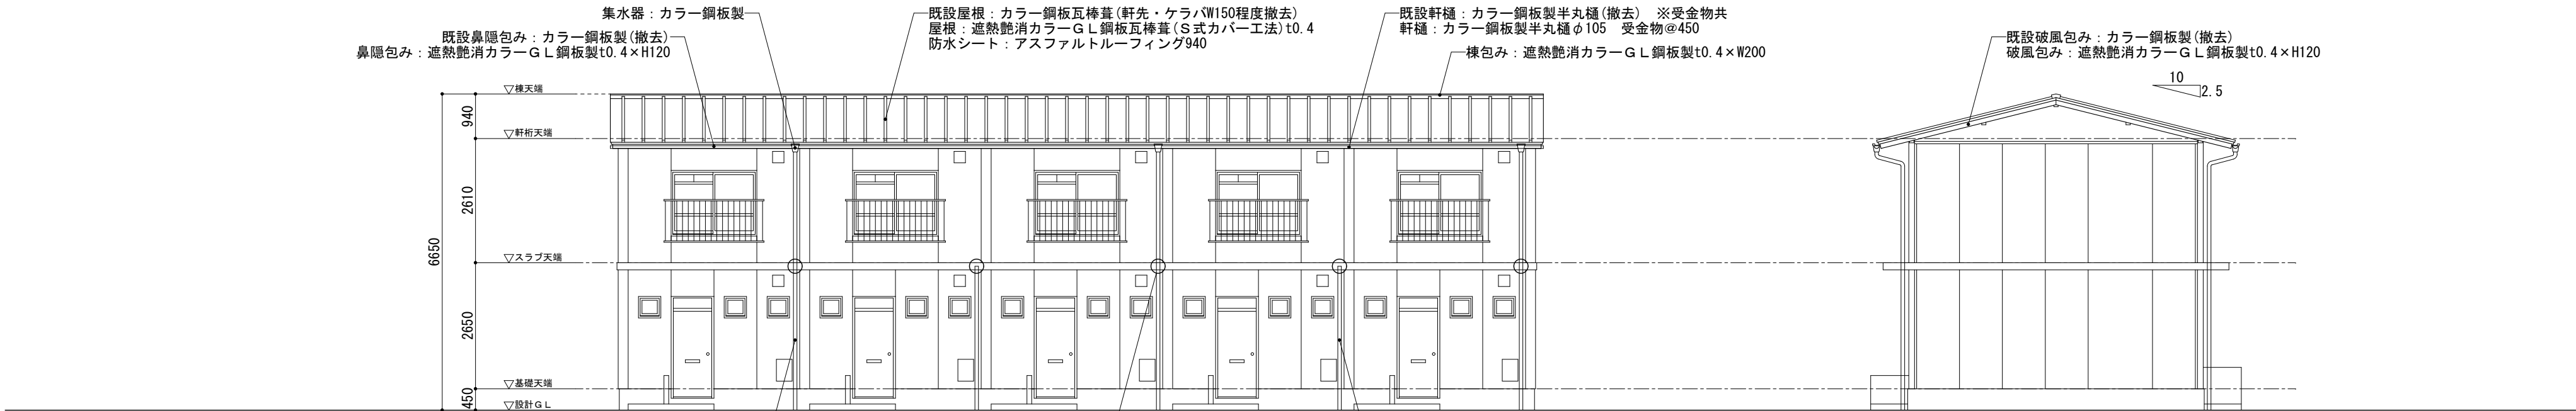 集水器：カラー鋼板製
既設鼻隠包み：カラー鋼板製(撤去)
鼻隠包み：遮熱艶消カラーＧＬ鋼板製t0.4×H120
既設屋根：カラー鋼板瓦棒葺(軒先・ケラバW150程度撤去)
屋根：遮熱艶消カラーＧＬ鋼板瓦棒葺(Ｓ式カバー工法)t0.4
防水シート：アスファルトルーフィング940
既設軒樋：カラー鋼板製半丸樋(撤去)　※受金物共
軒樋：カラー鋼板製半丸樋φ105　受金物@450
棟包み：遮熱艶消カラーＧＬ鋼板製t0.4×W200
既設破風包み：カラー鋼板製(撤去)
破風包み：遮熱艶消カラーＧＬ鋼板製t0.4×H120
10
2.5
▽棟天端
940
▽軒桁天端
2610
6650
▽スラブ天端
2650
▽基礎天端
450
▽設計ＧＬ